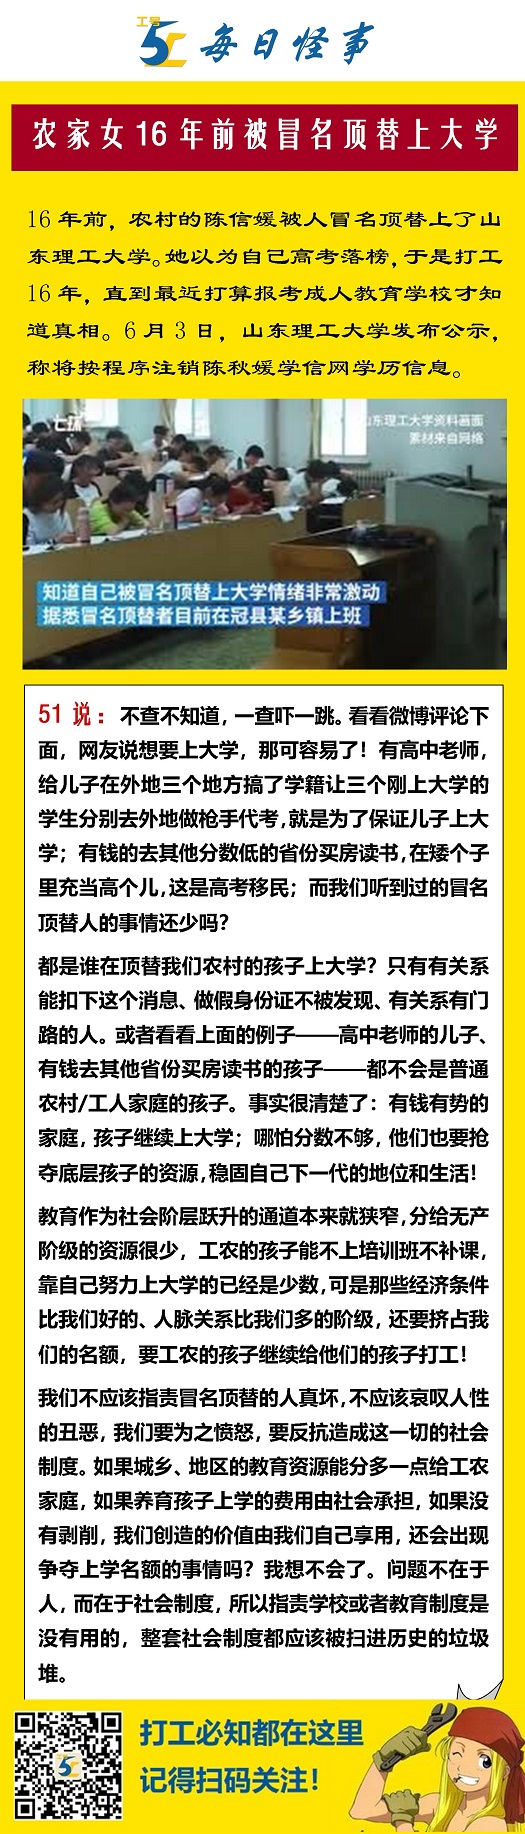 工号
51 每日怪事
农家女16年前被冒名顶替上大学
16年前，农村的陈信媛被人冒名顶替上了山
东理工大学。她以为自己高考落榜，于是打工
16年，直到最近打算报考成人教育学校才知
道真相。6月3日，山东理工大学发布公示，
称将按程序注销陈秋媛学信网学历信息。
七环
山东理工大学资料画面
素材来自网络
知道自己被冒名顶替上大学情绪非常激动
据悉冒名顶替者目前在冠县某乡镇上班
51 说：不查不知道，一查吓一跳。看看微博评论下
面，网友说想要上大学，那可容易了！有高中老师，
给儿子在外地三个地方搞了学籍让三个刚上大学的
学生分别去外地做枪手代考，就是为了保证儿子上大
学；有钱的去其他分数低的省份买房读书，在矮个子
里充当高个儿，这是高考移民；而我们听到过的冒名
顶替人的事情还少吗？
都是谁在顶替我们农村的孩子上大学？只有有关系
能扣下这个消息、做假身份证不被发现、有关系有门
路的人。或者看看上面的例子——高中老师的儿子、
有钱去其他省份买房读书的孩子——都不会是普通
农村/工人家庭的孩子。事实很清楚了：有钱有势的
家庭，孩子继续上大学；哪怕分数不够，他们也要抢
夺底层孩子的资源，稳固自己下一代的地位和生活！
教育作为社会阶层跃升的通道本来就狭窄，分给无产
阶级的资源很少，工农的孩子能不上培训班不补课，
靠自己努力上大学的已经是少数，可是那些经济条件
比我们好的、人脉关系比我们多的阶级，还要挤占我
们的名额，要工农的孩子继续给他们的孩子打工！
我们不应该指责冒名顶替的人真坏，不应该哀叹人性
的丑恶，我们要为之愤怒，要反抗造成这一切的社会
制度。如果城乡、地区的教育资源能分多一点给工农
家庭，如果养育孩子上学的费用由社会承担，如果没
有剥削，我们创造的价值由我们自己享用，还会出现
争夺上学名额的事情吗？我想不会了。问题不在于
人，而在于社会制度，所以指责学校或者教育制度是
没有用的，整套社会制度都应该被扫进历史的垃圾
堆。
打工必知都在这里
记得扫码关注！